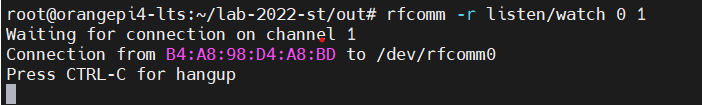 root@orangepi4-lts:~/lab-2022-st/out# rfcomm -r listen/watch 0 1
Waiting for connection on channel 1
Connection from B4:A8:98:D4:A8:BD to /dev/rfcomm0
Press CTRL-C for hangup